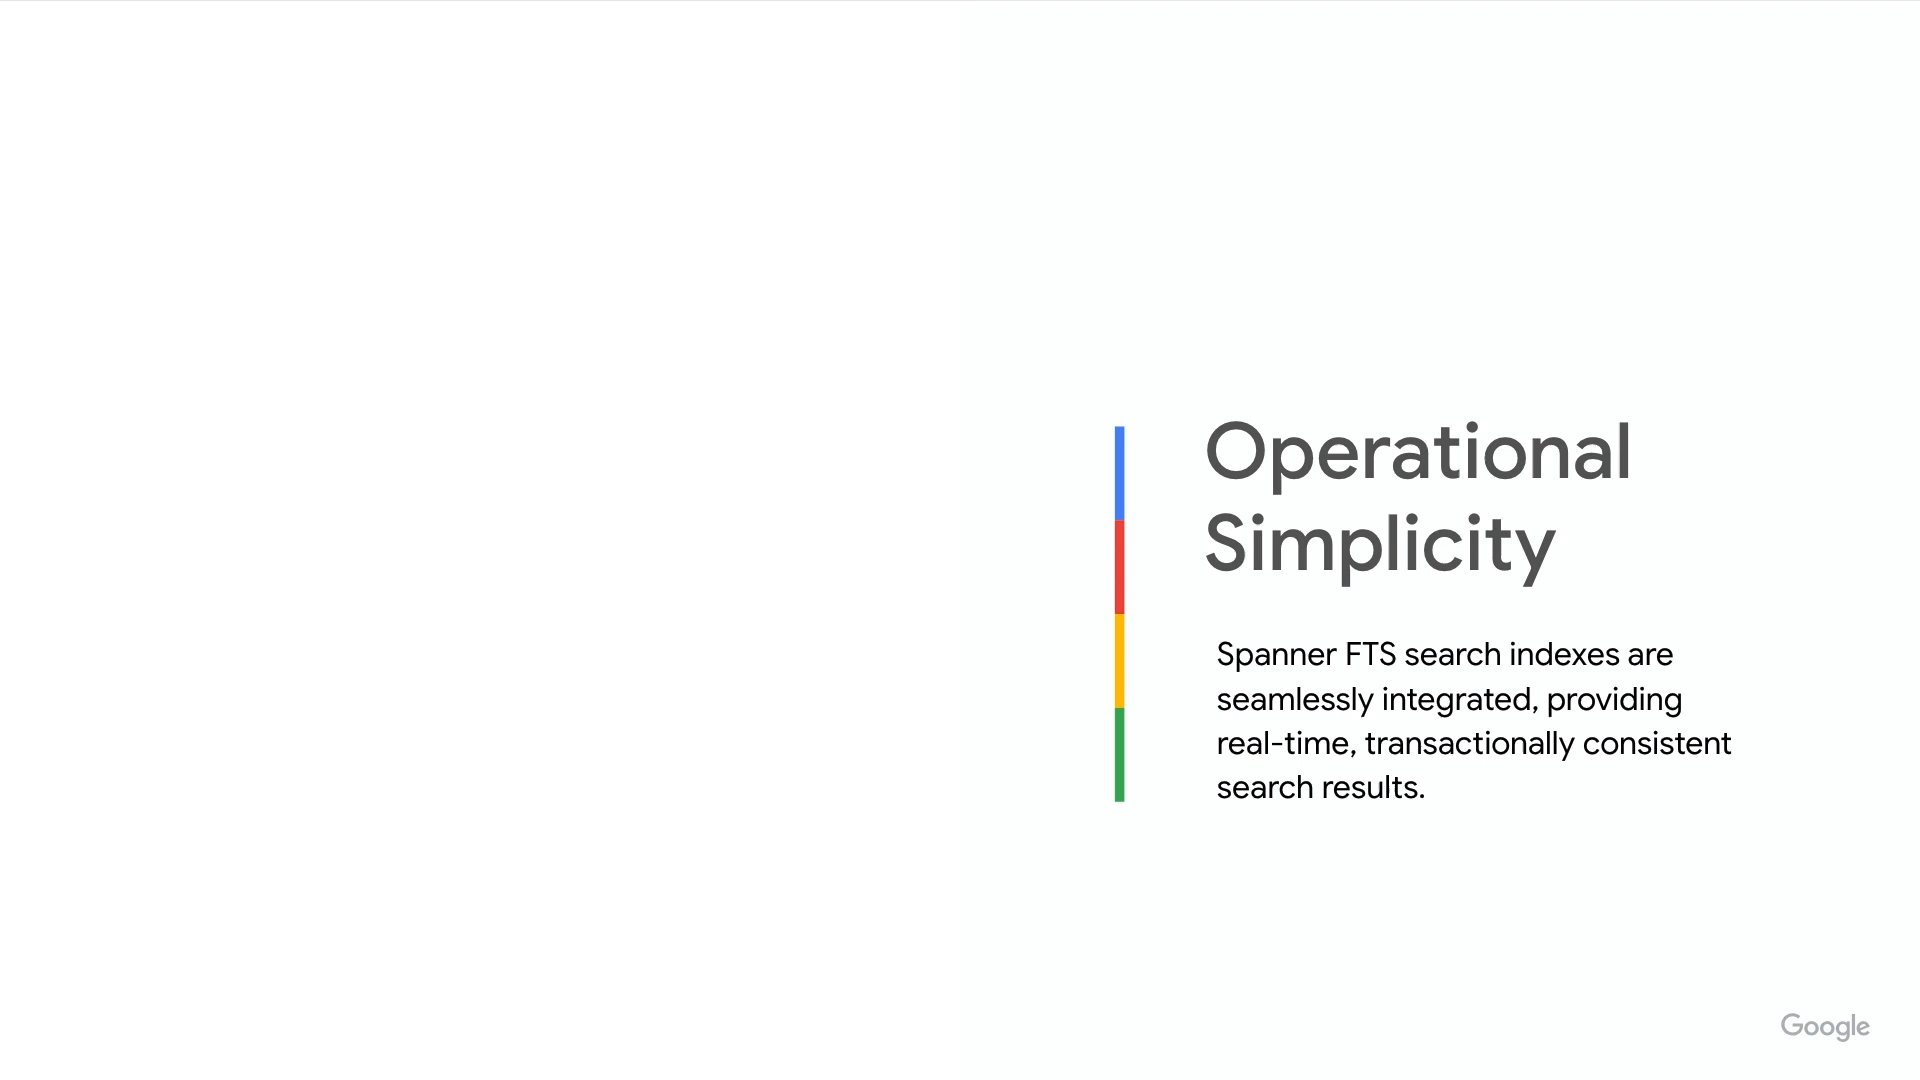 Operational
Simplicity
Spanner FTS search indexes are
seamlessly integrated, providing
real-time, transactionally consistent
search results.
Google